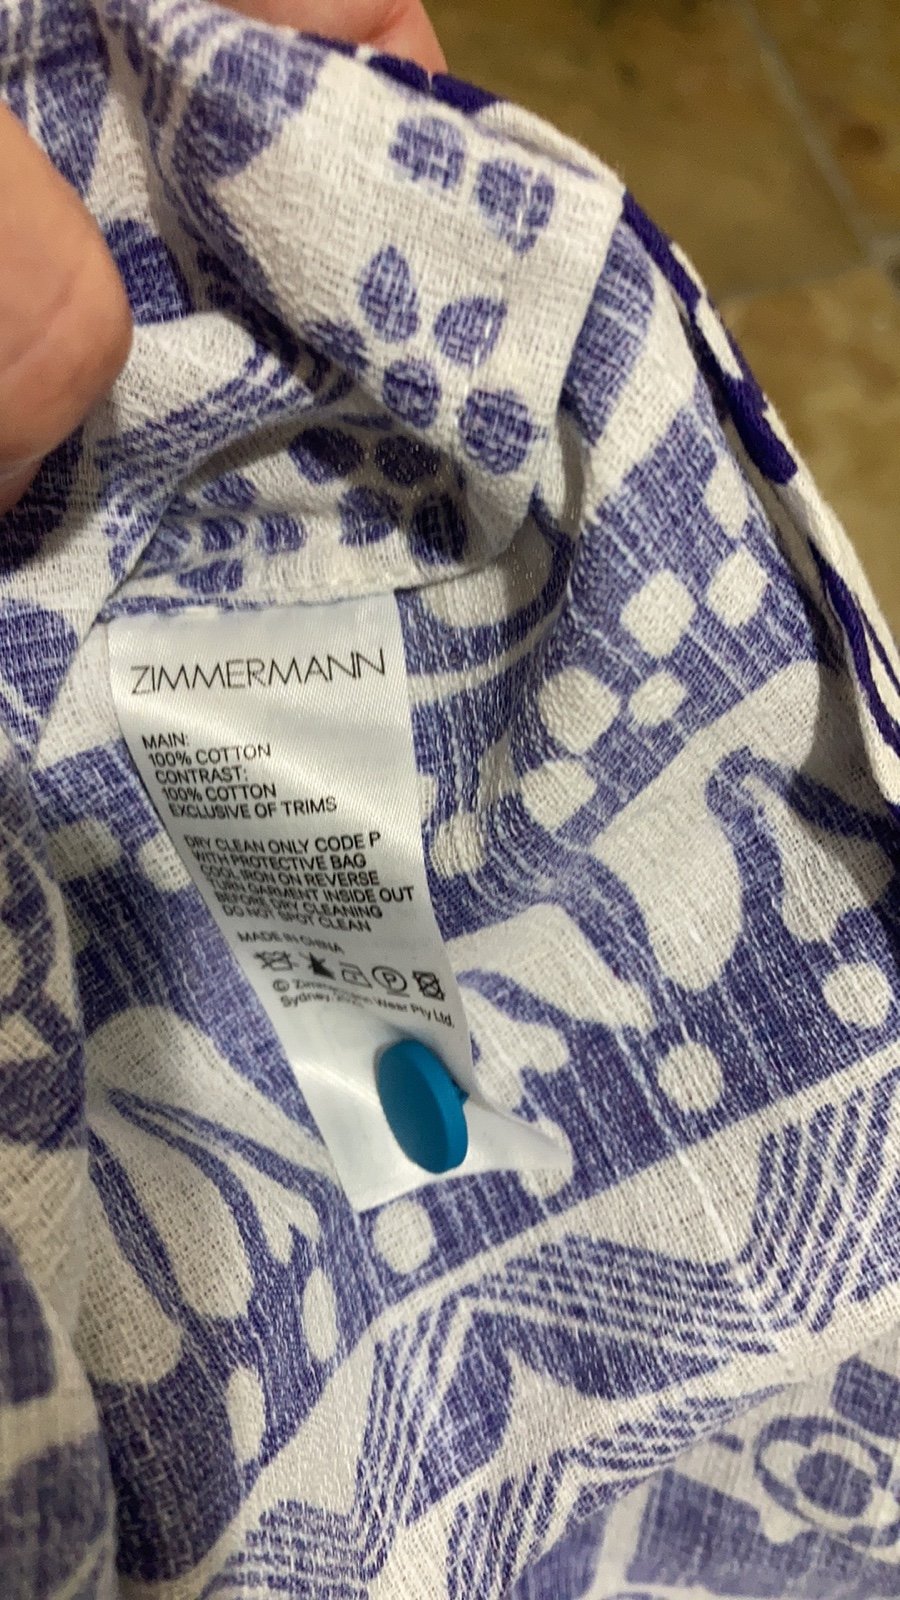 ZIMMERMANN
MAIN:
100% COTTON
CONTRAST:
100% COTTON
EXCLUSIVE OF TRIMS
DRY CLEAN ONLY CODE P
WITH PROTECTIVE BAG
COOL IRON ON REVERSE
TURN GARMENT INSIDE OUT
BEFORE DRY CLEANING
DO NOT SPOT CLEAN
MADE IN CHINA
P
© Zimmermann Wear Pty Ltd.
Sydney